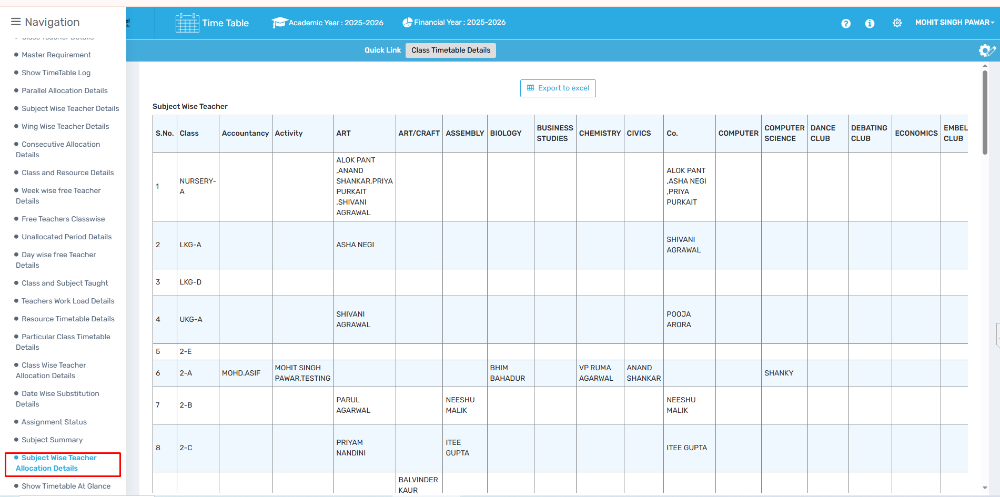 Navigation
Time Table
Academic Year : 2025-2026
Financial Year : 2025-2026
MOHIT SINGH PAWAR
Quick Link
Class Timetable Details
Class Teacher Details
Master Requirement
Show TimeTable Log
Parallel Allocation Details
Subject Wise Teacher Details
Wing Wise Teacher Details
Consecutive Allocation
Details
Class and Resource Details
Week wise free Teacher
Details
Free Teachers Classwise
Unallocated Period Details
Day wise free Teacher
Details
Class and Subject Taught
Teachers Work Load Details
Resource Timetable Details
Particular Class Timetable
Details
Class Wise Teacher
Allocation Details
Date Wise Substitution
Details
Assignment Status
Subject Summary
Subject Wise Teacher
Allocation Details
Show Timetable At Glance
Export to excel
Subject Wise Teacher
S.No.
Class
Accountancy
Activity
ART
ART/CRAFT
ASSEMBLY
BIOLOGY
BUSINESS
STUDIES
CHEMISTRY
CIVICS
Co.
COMPUTER
COMPUTER
SCIENCE
DANCE
CLUB
DEBATING
CLUB
ECONOMICS
EMBEL
CLUB
1
NURSERY-
A
ALOK PANT
,ANAND
SHANKAR,PRIYA
PURKAIT
,SHIVANI
AGRAWAL
ALOK PANT
,ASHA NEGI
,PRIYA
PURKAIT
2
LKG-A
ASHA NEGI
SHIVANI
AGRAWAL
3
LKG-D
4
UKG-A
SHIVANI
AGRAWAL
POOJA
ARORA
5
2-E
6
2-A
MOHD.ASIF
MOHIT SINGH
PAWAR,TESTING
BHIM
BAHADUR
VP RUMA
AGARWAL
ANAND
SHANKAR
SHANKY
7
2-B
PARUL
AGARWAL
NEESHU
MALIK
NEESHU
MALIK
8
2-C
PRIYAM
NANDINI
ITEE
GUPTA
ITEE GUPTA
BALVINDER
KAUR